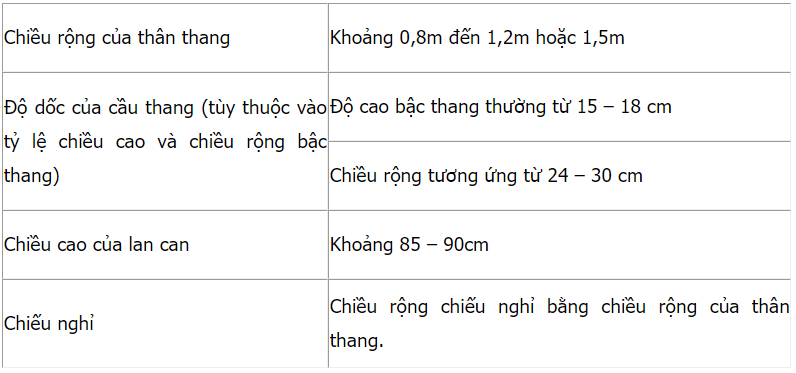 Chiều rộng của thân thang
Khoảng 0,8m đến 1,2m hoặc 1,5m
Độ dốc của cầu thang (tùy thuộc vào
tỷ lệ chiều cao và chiều rộng bậc
thang)
Độ cao bậc thang thường từ 15 – 18 cm
Chiều rộng tương ứng từ 24 – 30 cm
Chiều cao của lan can
Khoảng 85 – 90cm
Chiếu nghỉ
Chiều rộng chiếu nghỉ bằng chiều rộng của thân
thang.